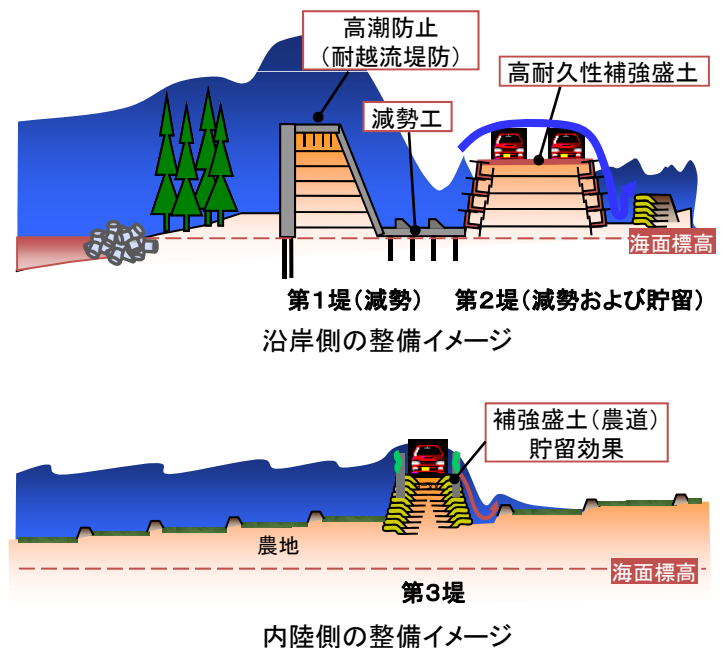 高潮防止
（耐越流堤防）
高耐久性補強盛土
減勢工
海面標高
第１堤（減勢）
第２堤（減勢および貯留）
沿岸側の整備イメージ
補強盛土（農道）
貯留効果
農地
海面標高
第３堤
内陸側の整備イメージ